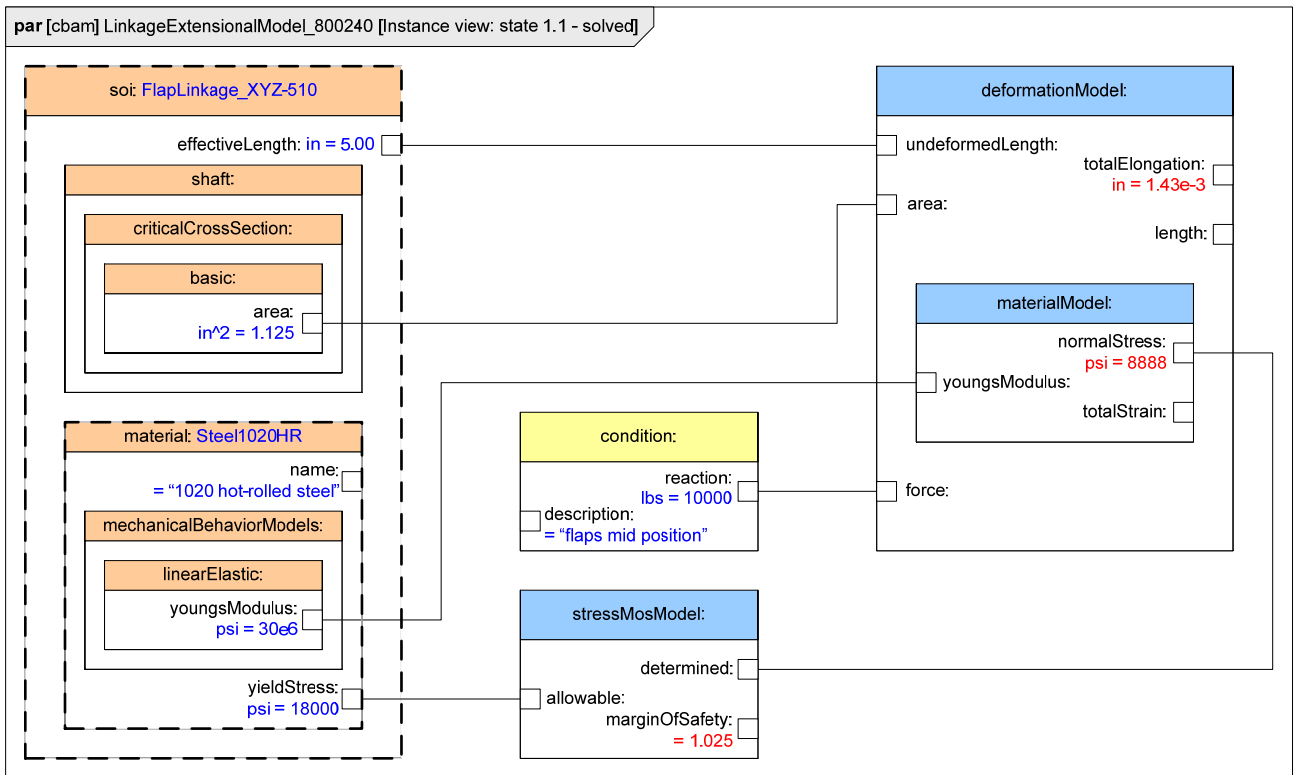 par [cbam] LinkageExtensionalModel_800240 [Instance view: state 1.1 - solved]
soi: FlapLinkage_XYZ-510
effectiveLength: in = 5.00
shaft:
criticalCrossSection:
basic:
area:
in^2 = 1.125
material: Steel1020HR
name:
= “1020 hot-rolled steel”
mechanicalBehaviorModels:
linearElastic:
youngsModulus:
psi = 30e6
yieldStress:
psi = 18000
condition:
reaction:
lbs = 10000
description:
= “flaps mid position”
stressMosModel:
determined:
allowable:
marginOfSafety:
= 1.025
deformationModel:
undeformedLength:
totalElongation:
in = 1.43e-3
area:
length:
materialModel:
normalStress:
psi = 8888
youngsModulus:
totalStrain:
force: